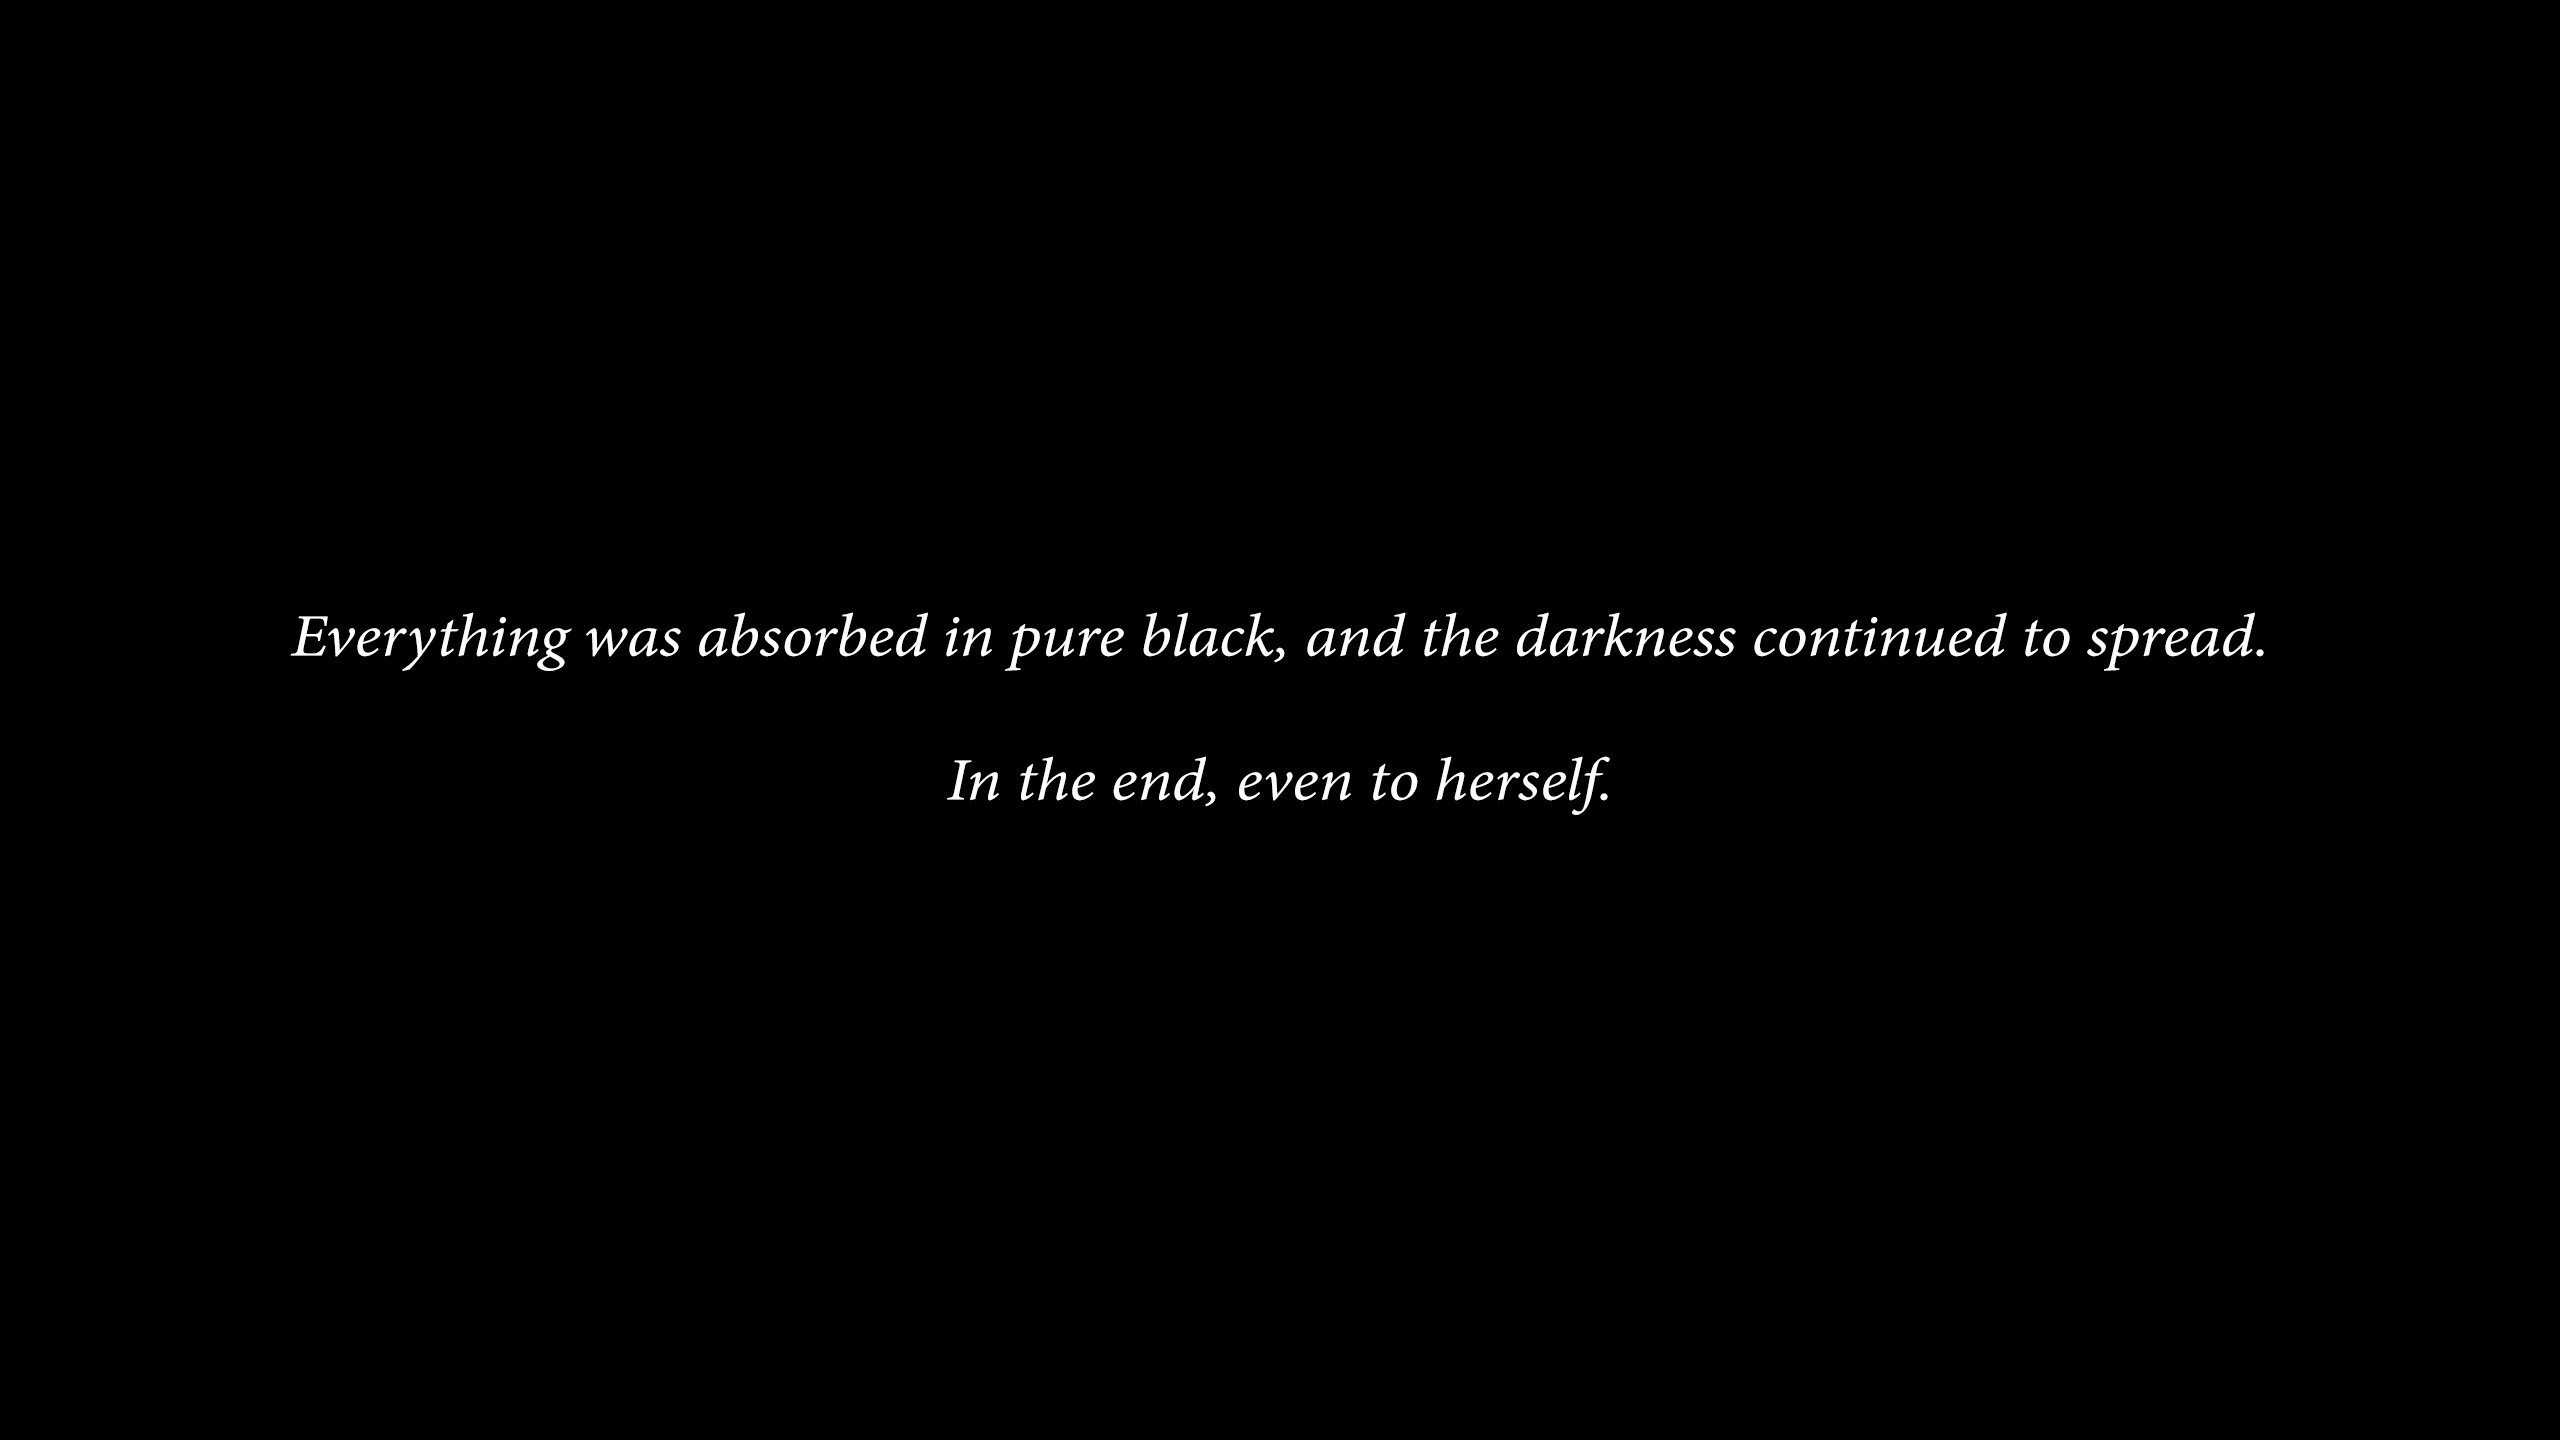 Everything was absorbed in pure black, and the darkness continued to spread.
In the end, even to herself.